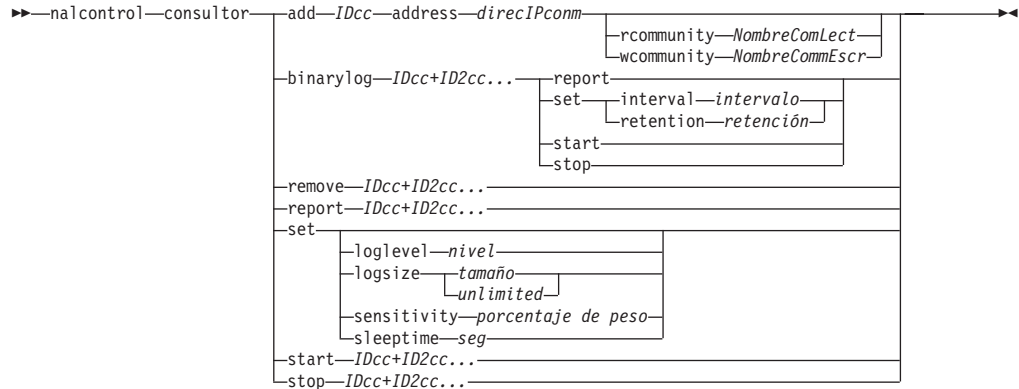 nalcontrol consultor add IDcc address direcIPconm
rcommunity NombreComLect
wcommunity NombreCommEscr
binarylog IDcc+ID2cc... report
set interval intervalo
retention retención
start
stop
remove IDcc+ID2cc...
report IDcc+ID2cc...
set
loglevel nivel
logsize tamaño
unlimited
sensitivity porcentaje de peso
sleeptime seg
start IDcc+ID2cc...
stop IDcc+ID2cc...